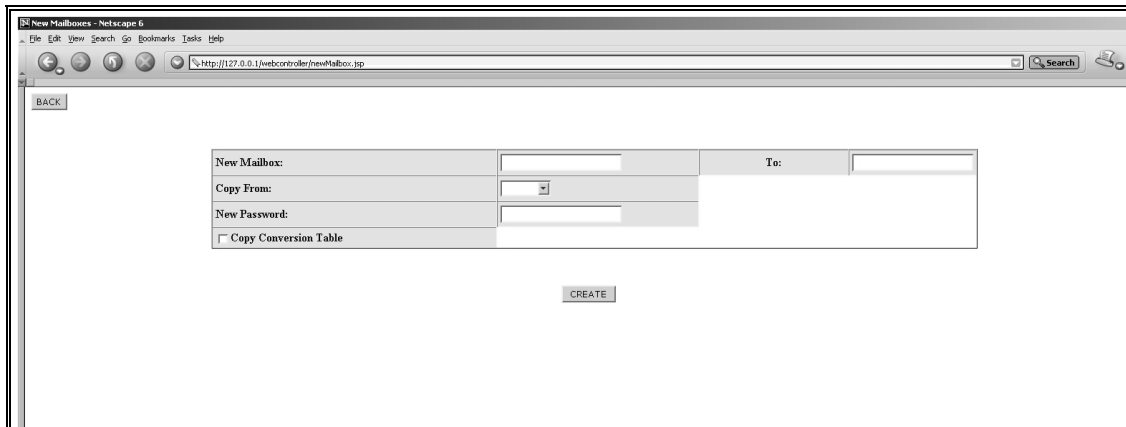 New Mailboxes - Netscape 6
File Edit View Search Go Bookmarks Tasks Help
http://127.0.0.1/webcontroller/newMailbox.jsp Search
BACK
New Mailbox: To:
Copy From:
New Password:
Copy Conversion Table
CREATE